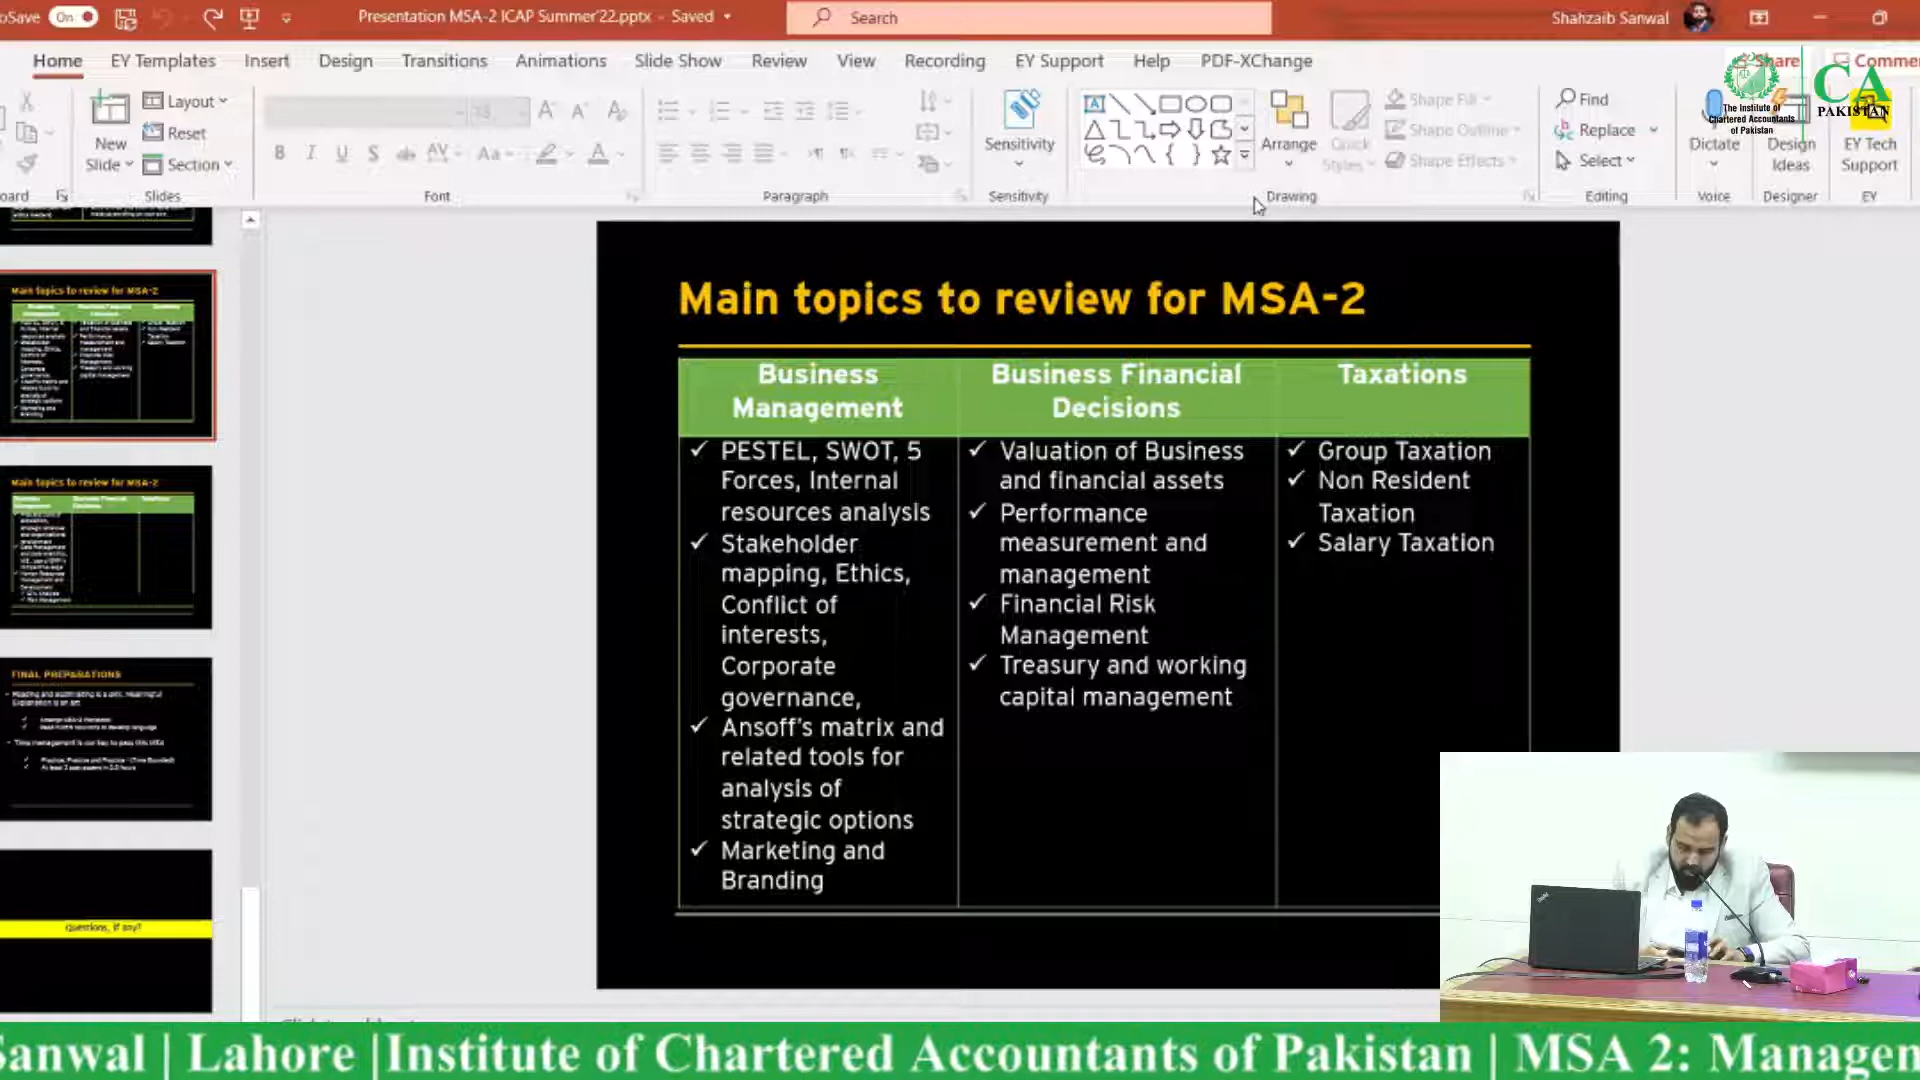 oSave On Presentation MSA-2 ICAP Summer'22.pptx - Saved Search Shahzaib Sanwal
Home EY Templates Insert Design Transitions Animations Slide Show Review View Recording EY Support Help PDF-XChange Share Comme
New
Slide
Layout
Reset
Section
Sensitivity
Arrange
Quick
Styles
Shape Fill
Shape Outline
Shape Effects
Find
Replace
Select
Dictate
Design
Ideas
EY Tech
Support
The Institute of
Chartered Accountants
of Pakistan
CA
PAKISTAN
oard Slides Font Paragraph Sensitivity Drawing Editing Voice Designer EY
Main topics to review for MSA-2
Main topics to review for MSA-2
FINAL PREPARATIONS
Questions, if any?
Main topics to review for MSA-2
Business
Management
✓ PESTEL, SWOT, 5
Forces, Internal
resources analysis
✓ Stakeholder
mapping, Ethics,
Conflict of
interests,
Corporate
governance,
✓ Ansoff's matrix and
related tools for
analysis of
strategic options
✓ Marketing and
Branding
Business Financial
Decisions
✓ Valuation of Business
and financial assets
✓ Performance
measurement and
management
✓ Financial Risk
Management
✓ Treasury and working
capital management
Taxations
✓ Group Taxation
✓ Non Resident
Taxation
✓ Salary Taxation
Sanwal | Lahore |Institute of Chartered Accountants of Pakistan | MSA 2: Managen